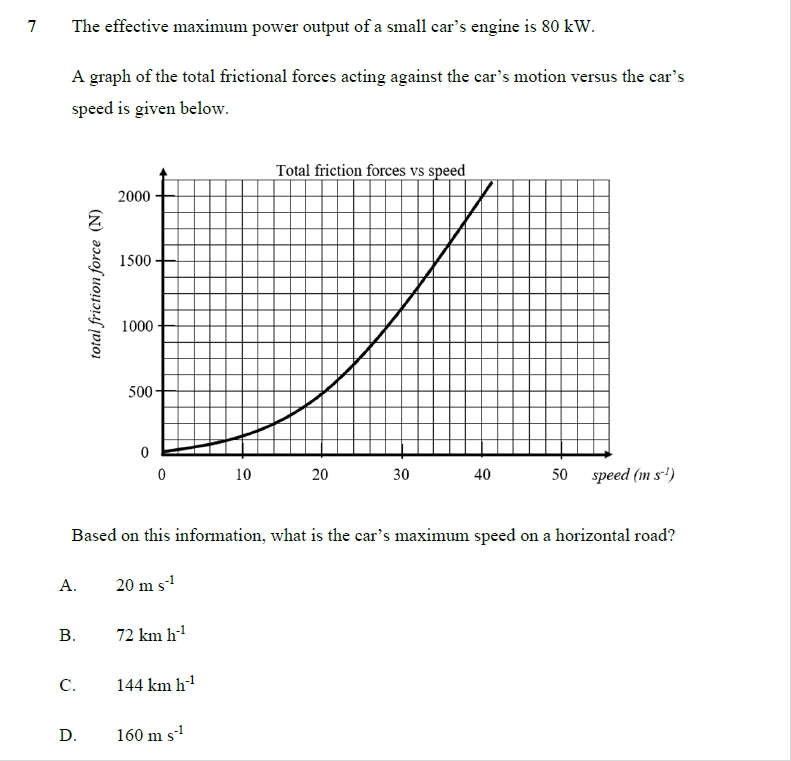 7 The effective maximum power output of a small car's engine is 80 kW.
A graph of the total frictional forces acting against the car's motion versus the car's
speed is given below.
Total friction forces vs speed
total friction force (N)
2000
1500
1000
500
0
0 10 20 30 40 50 speed (m s⁻¹)
Based on this information, what is the car's maximum speed on a horizontal road?
A. 20 m s⁻¹
B. 72 km h⁻¹
C. 144 km h⁻¹
D. 160 m s⁻¹